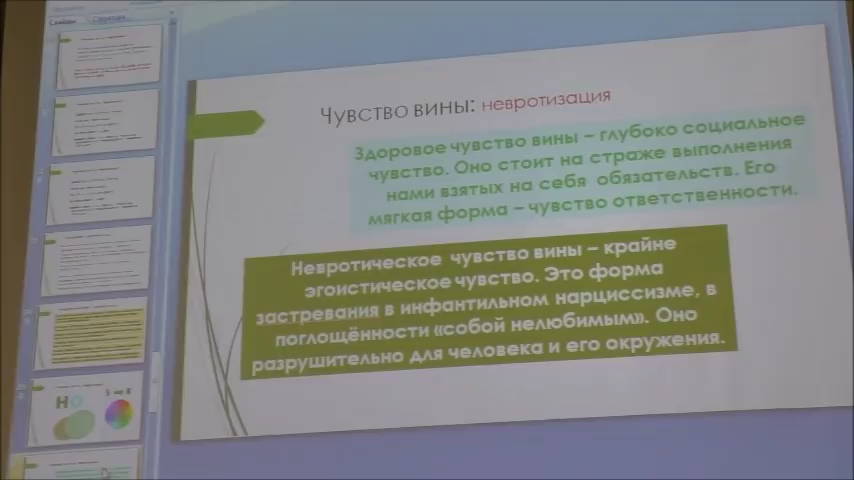 Слайды
Структура
Чувство вины: невротизация
Здоровое чувство вины – глубоко социальное
чувство. Оно стоит на страже выполнения
нами взятых на себя обязательств. Его
мягкая форма – чувство ответственности.
Невротическое чувство вины – крайне
эгоистическое чувство. Это форма
застревания в инфантильном нарциссизме, в
поглощённости «собой нелюбимым». Оно
разрушительно для человека и его окружения.